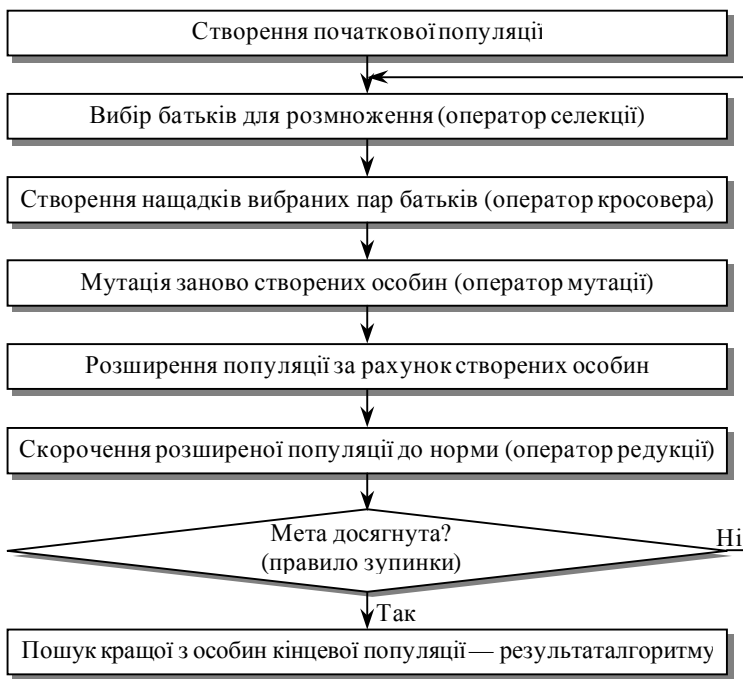 Створення початкової популяції
Вибір батьків для розмноження (оператор селекції)
Створення нащадків вибраних пар батьків (оператор кросовера)
Мутація заново створених особин (оператор мутації)
Розширення популяції за рахунок створених особин
Скорочення розширеної популяції до норми (оператор редукції)
Мета досягнута?
(правило зупинки)
Ні
Так
Пошук кращої з особин кінцевої популяції — результат алгоритму